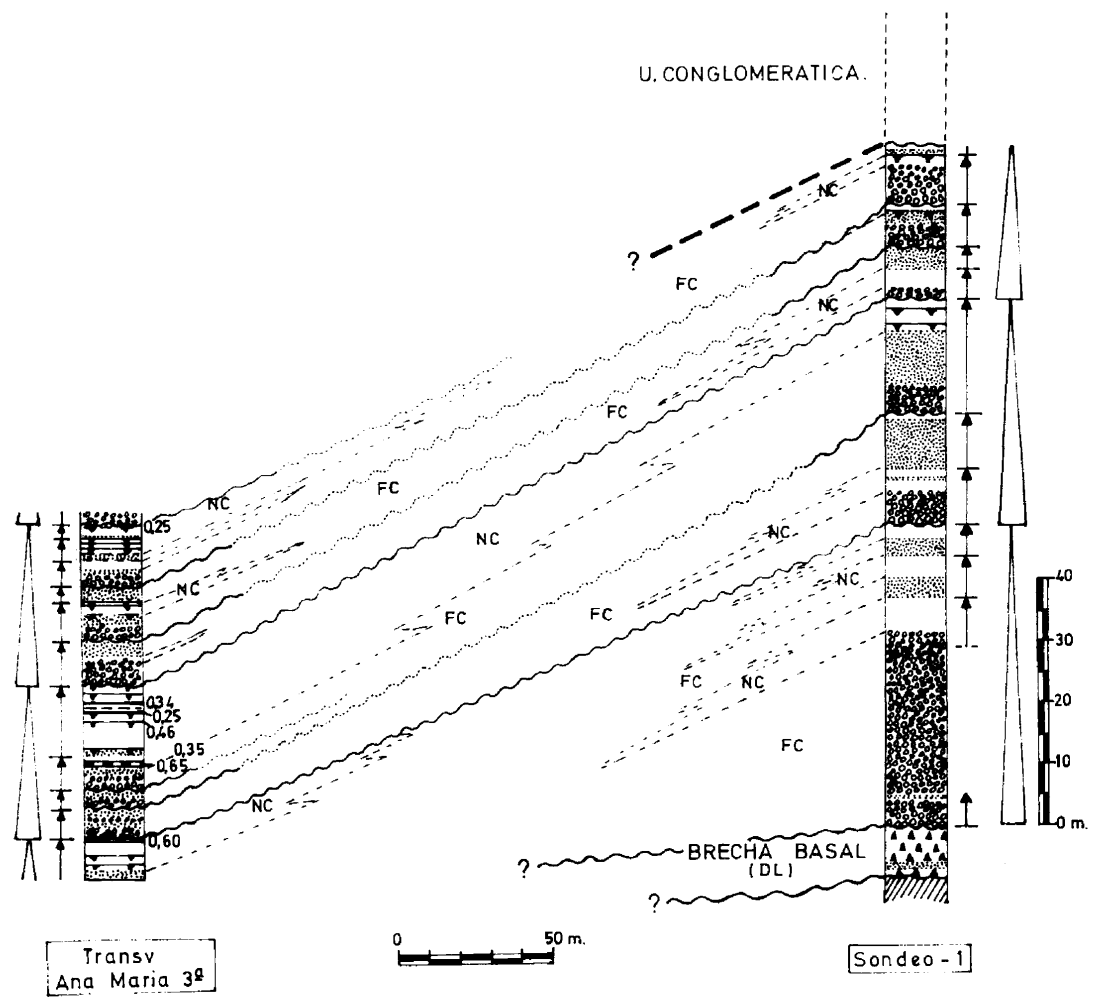 U. CONGLOMERATICA.
NC
?
FC
NC
FC
FC
NC
NC
NC
NC
FC
FC
NC
FC
NC
FC
NC
0,25
0,34
0,25
0,46
0,35
0,65
0,60
40
30
20
10
0 m.
BRECHA BASAL
(DL)
?
?
0 50 m.
Transv
Ana Maria 3ª
Sondeo - 1